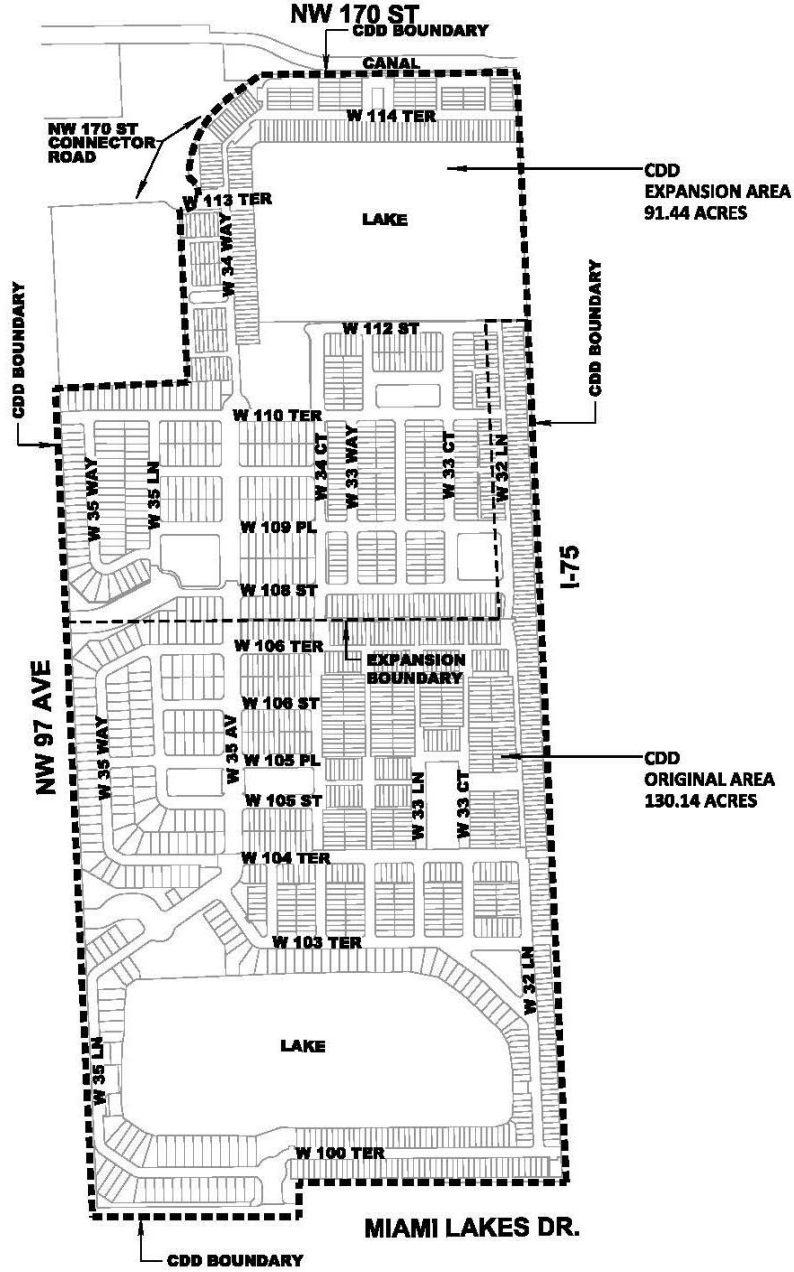 NW 170 ST
CDD BOUNDARY
CANAL
W 114 TER
NW 170 ST
CONNECTOR
ROAD
CDD
EXPANSION AREA
91.44 ACRES
W 113 TER
LAKE
W 34 WAY
CDD BOUNDARY
CDD BOUNDARY
W 112 ST
W 110 TER
W 35 WAY
W 35 LN
W 34 CT
W 33 WAY
W 33 CT
W 32 LN
W 109 PL
I-75
W 108 ST
W 106 TER
EXPANSION
BOUNDARY
NW 97 AVE
W 35 WAY
W 106 ST
W 35 AV
W 105 PL
CDD
ORIGINAL AREA
130.14 ACRES
W 105 ST
W 33 LN
W 33 CT
W 104 TER
W 103 TER
W 32 LN
LAKE
W 35 LN
W 100 TER
MIAMI LAKES DR.
CDD BOUNDARY